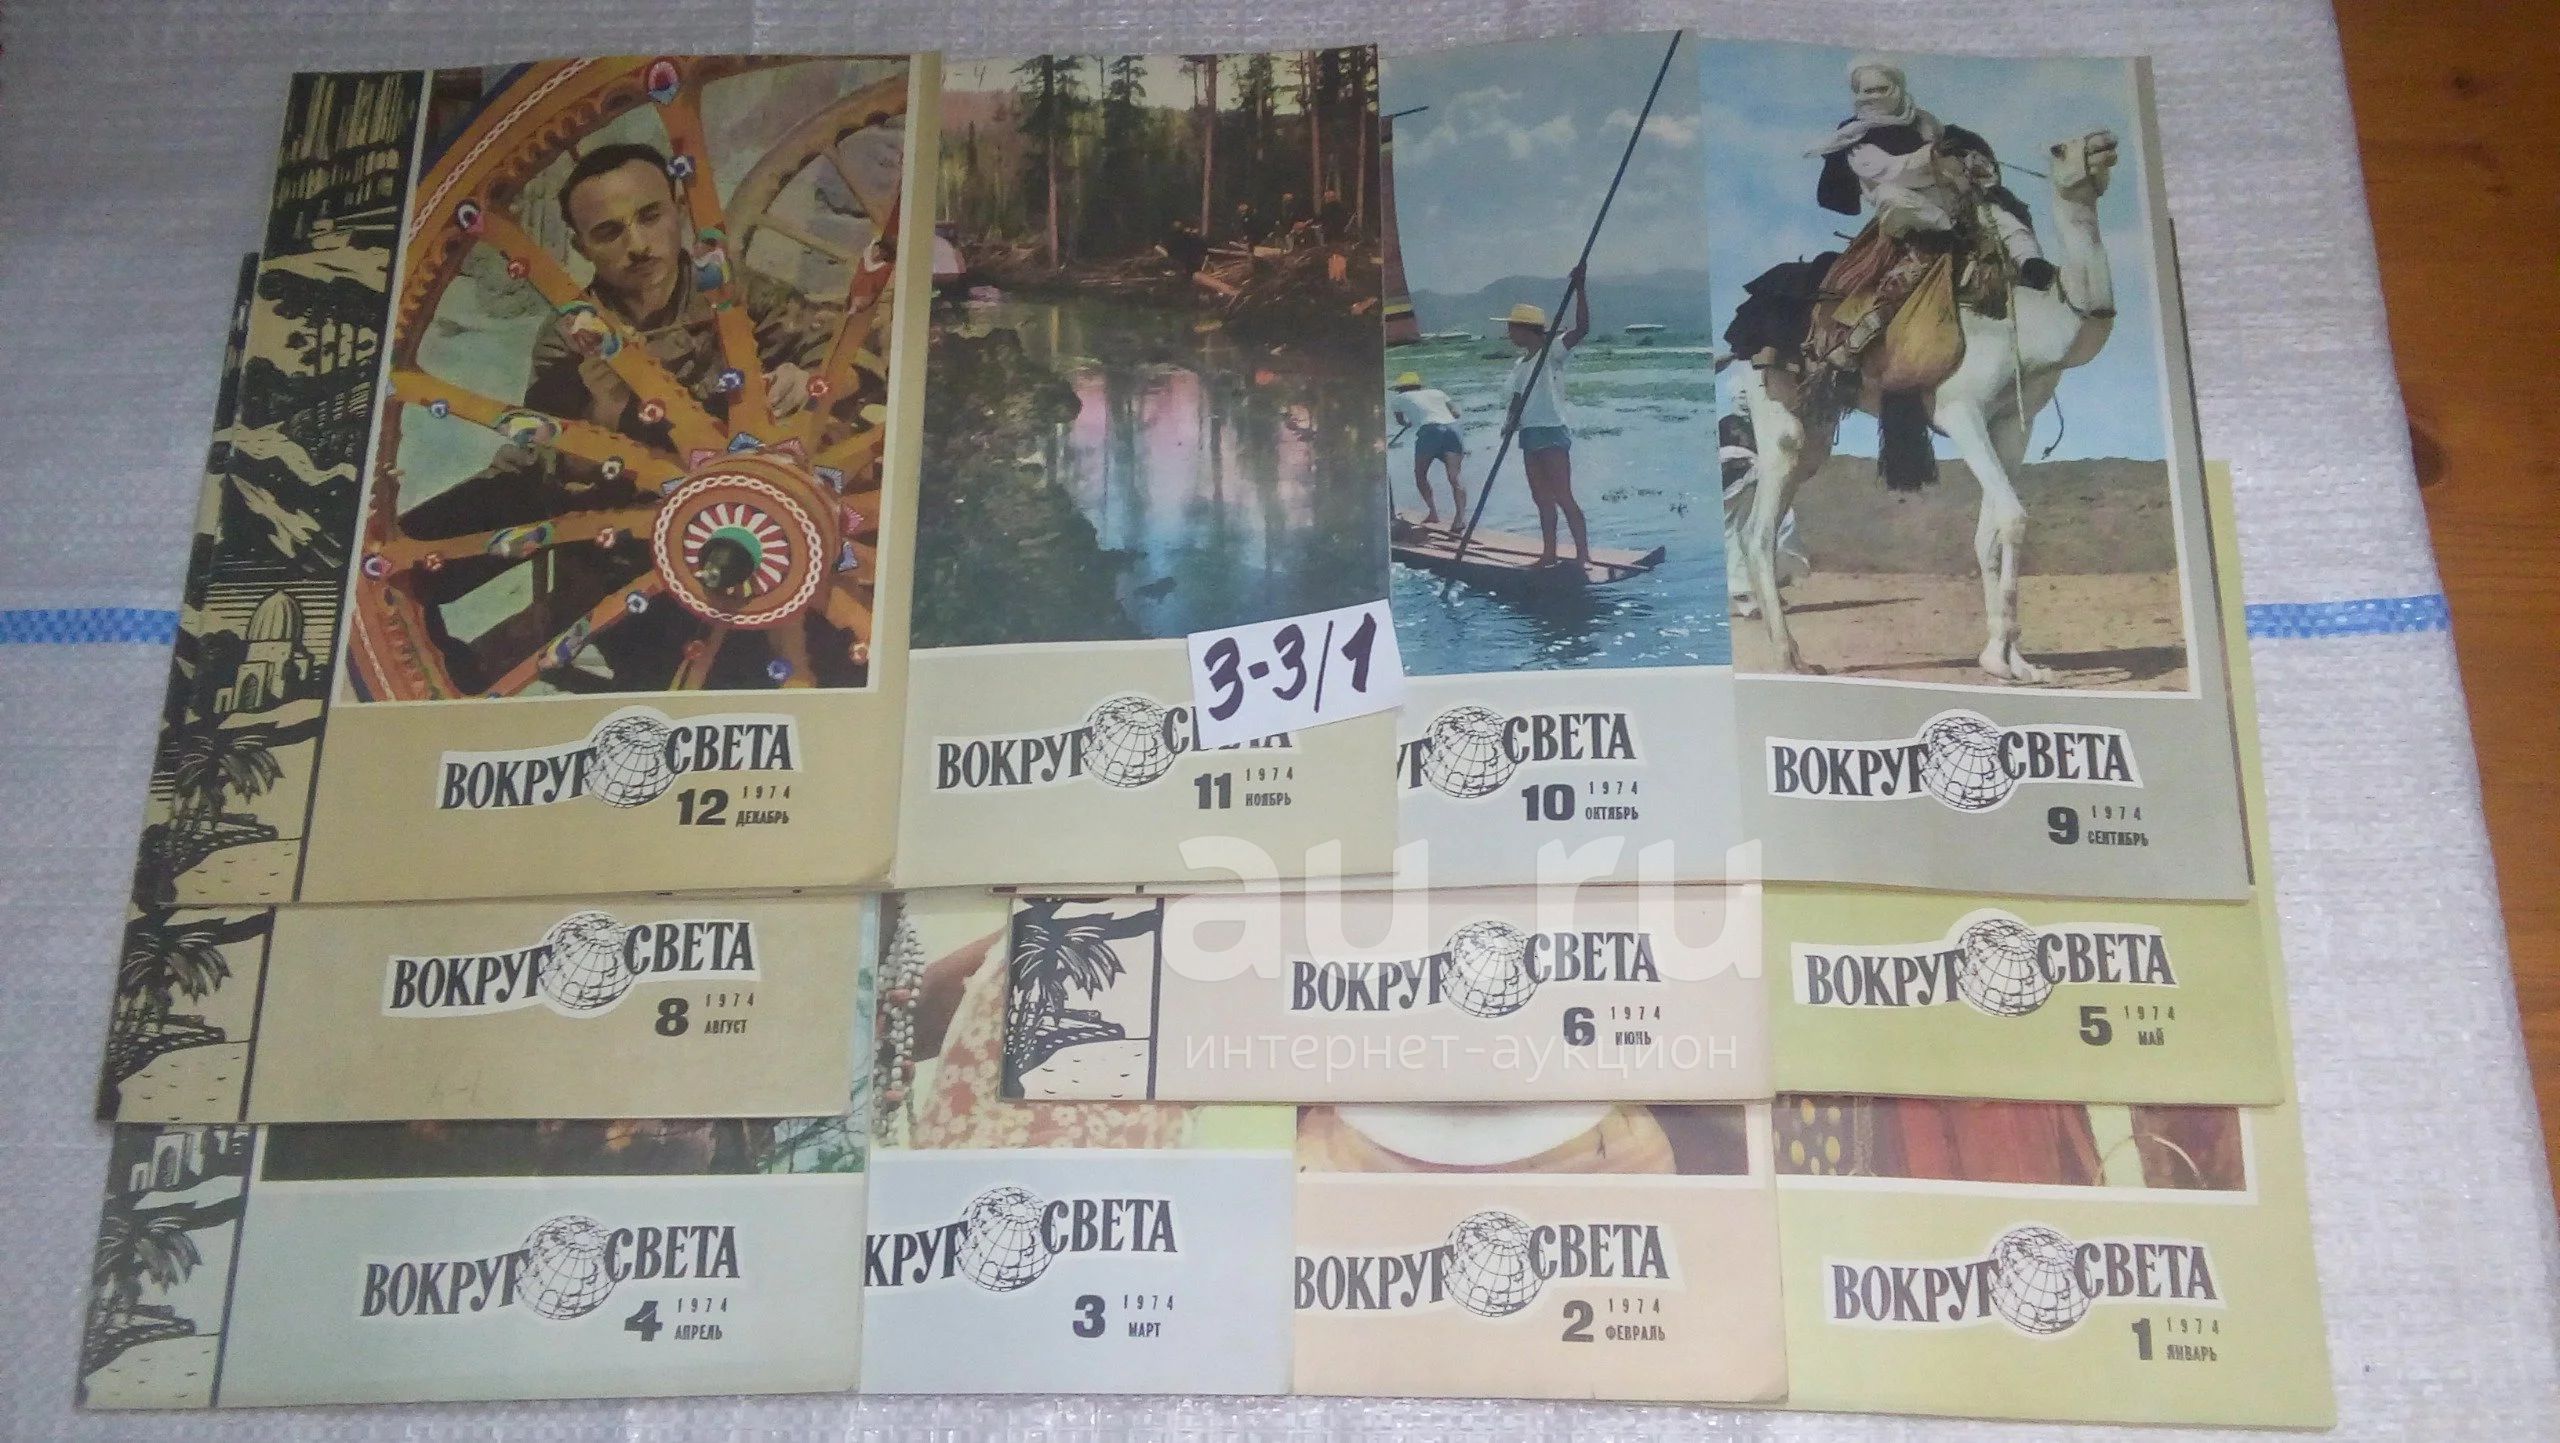 ВОКРУГ СВЕТА
12 1974
ДЕКАБРЬ
ВОКРУГ СВЕТА
11 1974
НОЯБРЬ
3-3/1
УГ СВЕТА
10 1974
ОКТЯБРЬ
ВОКРУГ СВЕТА
9 1974
СЕНТЯБРЬ
ВОКРУГ СВЕТА
8 1974
АВГУСТ
ВОКРУГ СВЕТА
6 1974
ИЮНЬ
ВОКРУГ СВЕТА
5 1974
МАЙ
au.ru
интернет-аукцион
ВОКРУГ СВЕТА
4 1974
АПРЕЛЬ
КРУГ СВЕТА
3 1974
МАРТ
ВОКРУГ СВЕТА
2 1974
ФЕВРАЛЬ
ВОКРУГ СВЕТА
1 1974
ЯНВАРЬ